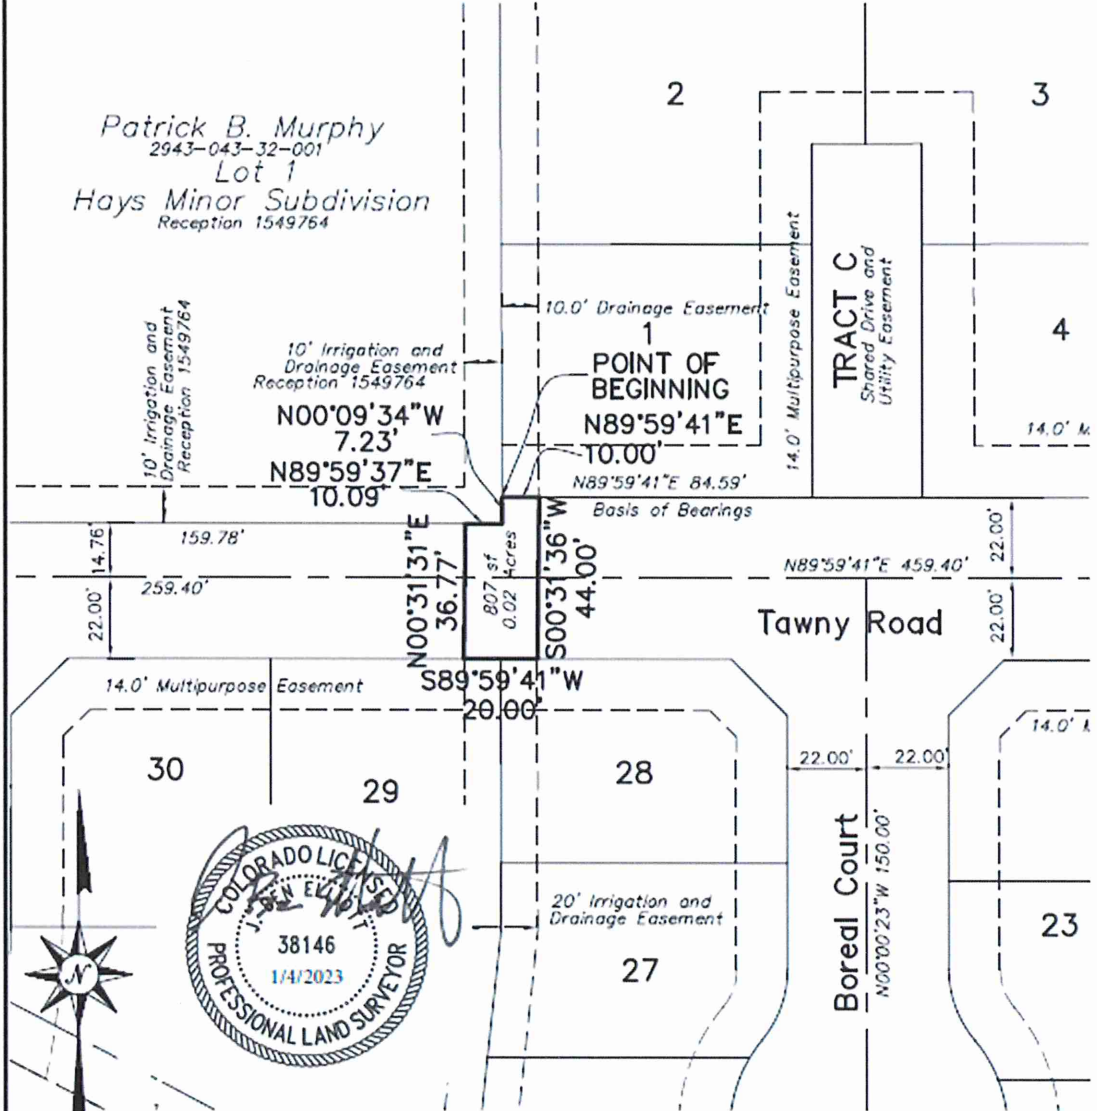 2
3
Patrick B. Murphy
2943-043-32-001
Lot 1
Hays Minor Subdivision
Reception 1549764
14.0' Multipurpose Easement
TRACT C
Shared Drive and
Utility Easement
10.0' Drainage Easement
1
4
10' Irrigation and
Drainage Easement
Reception 1549764
10' Irrigation and
Drainage Easement
Reception 1549764
POINT OF
BEGINNING
N00°09'34"W
7.23'
N89°59'41"E
10.00'
14.0'
N89°59'37"E
10.09'
N89°59'41"E 84.59'
Basis of Bearings
159.78'
14.76'
N00°31'31"E
36.77'
807 sf
0.02 Acres
S00°31'36"W
44.00'
22.00'
N89°59'41"E 459.40'
259.40'
22.00'
Tawny Road
22.00'
14.0' Multipurpose Easement
S89°59'41"W
20.00'
14.0'
30
29
28
22.00'
22.00'
Boreal Court
N00°00'23"W 150.00'
COLORADO LICENSED
J. BEN ELLIOTT
38146
1/4/2023
PROFESSIONAL LAND SURVEYOR
20' Irrigation and
Drainage Easement
27
23
N